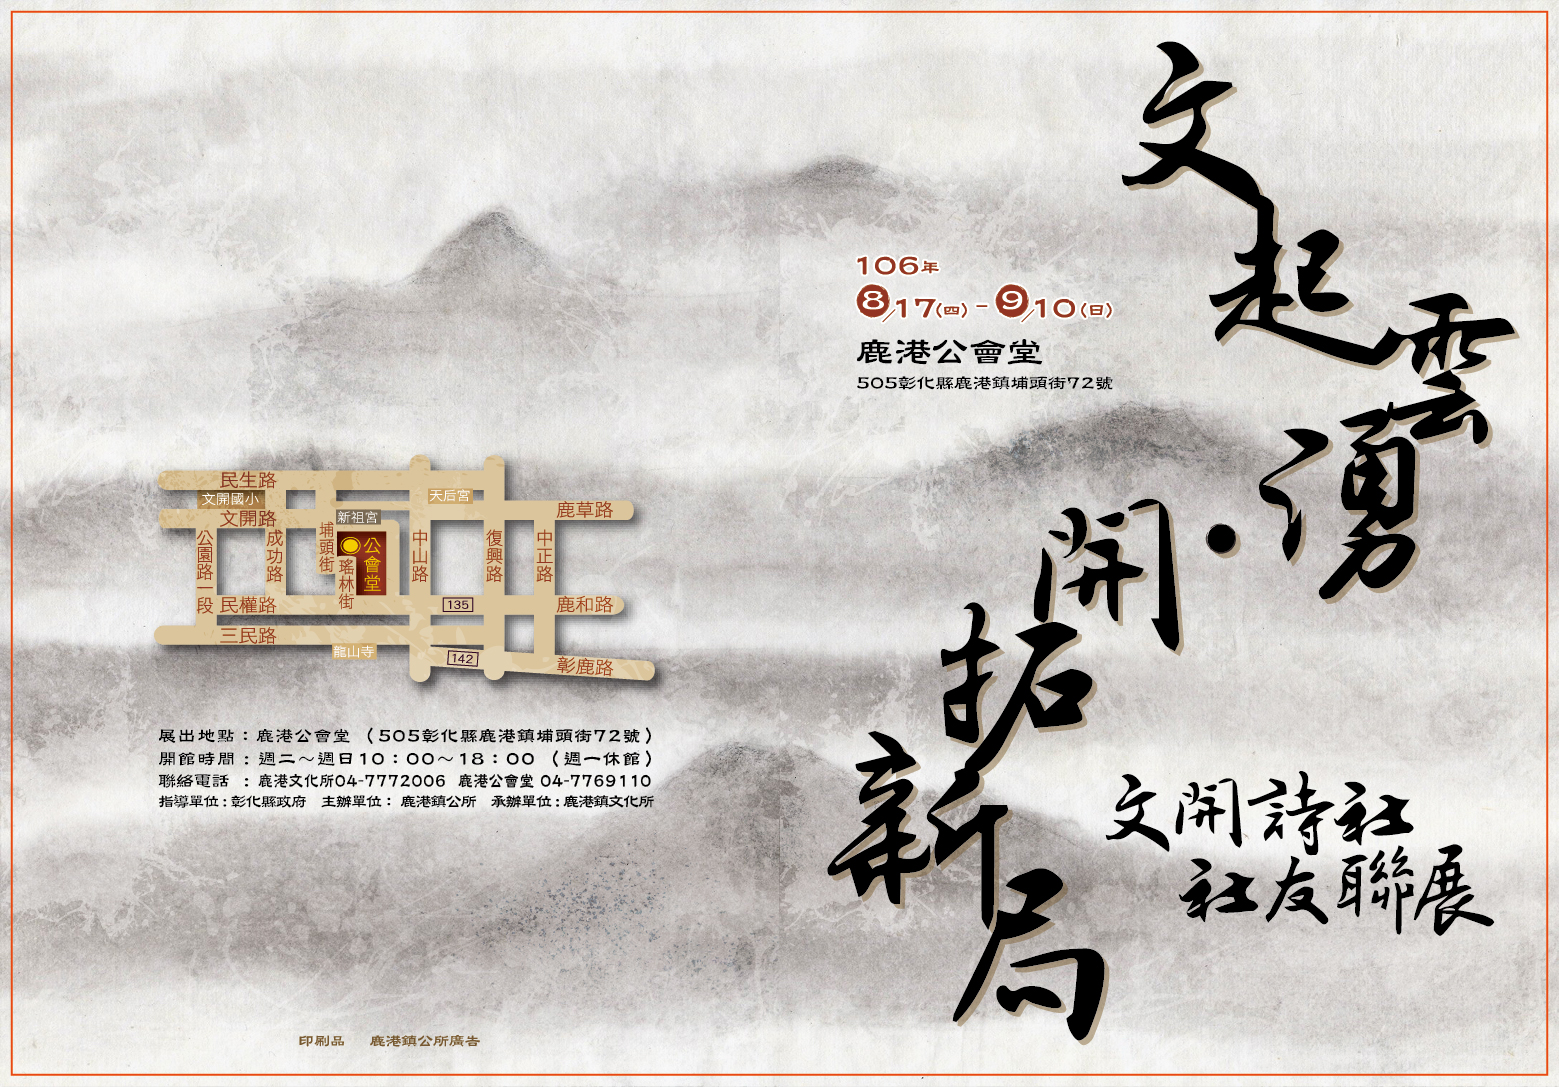 文起雲湧・開拓新局
106年
8/17(四)-9/10(日)
鹿港公會堂
505彰化縣鹿港鎮埔頭街72號
文開詩社
社友聯展
民生路
文開國小
文開路
天后宮
新祖宮
鹿草路
公園路一段
成功路
埔頭街
瑤林街
公會堂
中山路
復興路
中正路
民權路
135
鹿和路
三民路
龍山寺
142
彰鹿路
展出地點：鹿港公會堂（505彰化縣鹿港鎮埔頭街72號）
開館時間：週二～週日10：00～18：00（週一休館）
聯絡電話：鹿港文化所04-7772006 鹿港公會堂 04-7769110
指導單位：彰化縣政府 主辦單位：鹿港鎮公所 承辦單位：鹿港鎮文化所
印刷品 鹿港鎮公所廣告